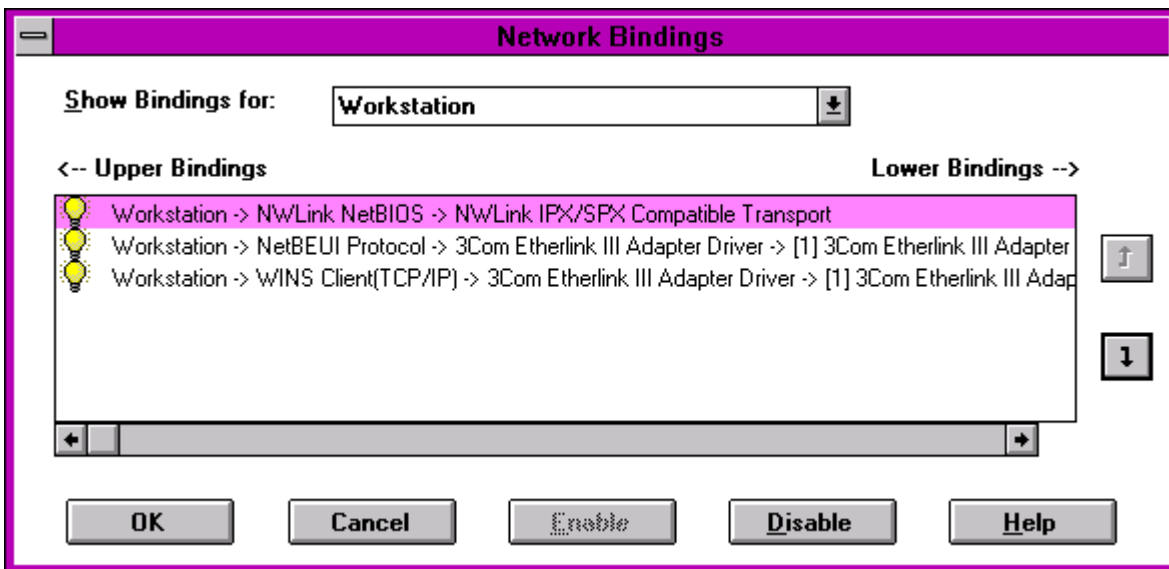 Network Bindings
Show Bindings for: Workstation
<-- Upper Bindings Lower Bindings -->
Workstation -> NWLink NetBIOS -> NWLink IPX/SPX Compatible Transport
Workstation -> NetBEUI Protocol -> 3Com Etherlink III Adapter Driver -> [1] 3Com Etherlink III Adapter
Workstation -> WINS Client(TCP/IP) -> 3Com Etherlink III Adapter Driver -> [1] 3Com Etherlink III Adap
OK Cancel Enable Disable Help